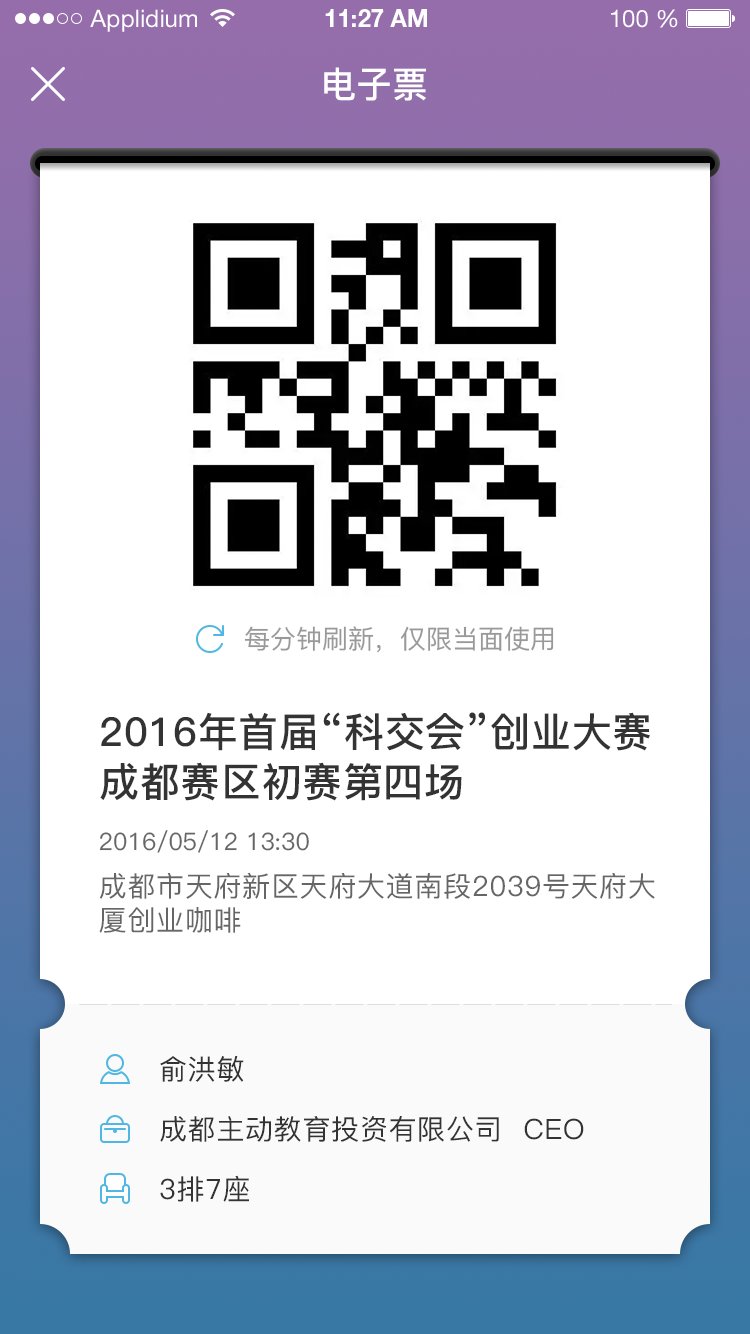 Applidium 11:27 AM 100 %
电子票
每分钟刷新，仅限当面使用
2016年首届“科交会”创业大赛
成都赛区初赛第四场
2016/05/12 13:30
成都市天府新区天府大道南段2039号天府大
厦创业咖啡
俞洪敏
成都主动教育投资有限公司 CEO
3排7座